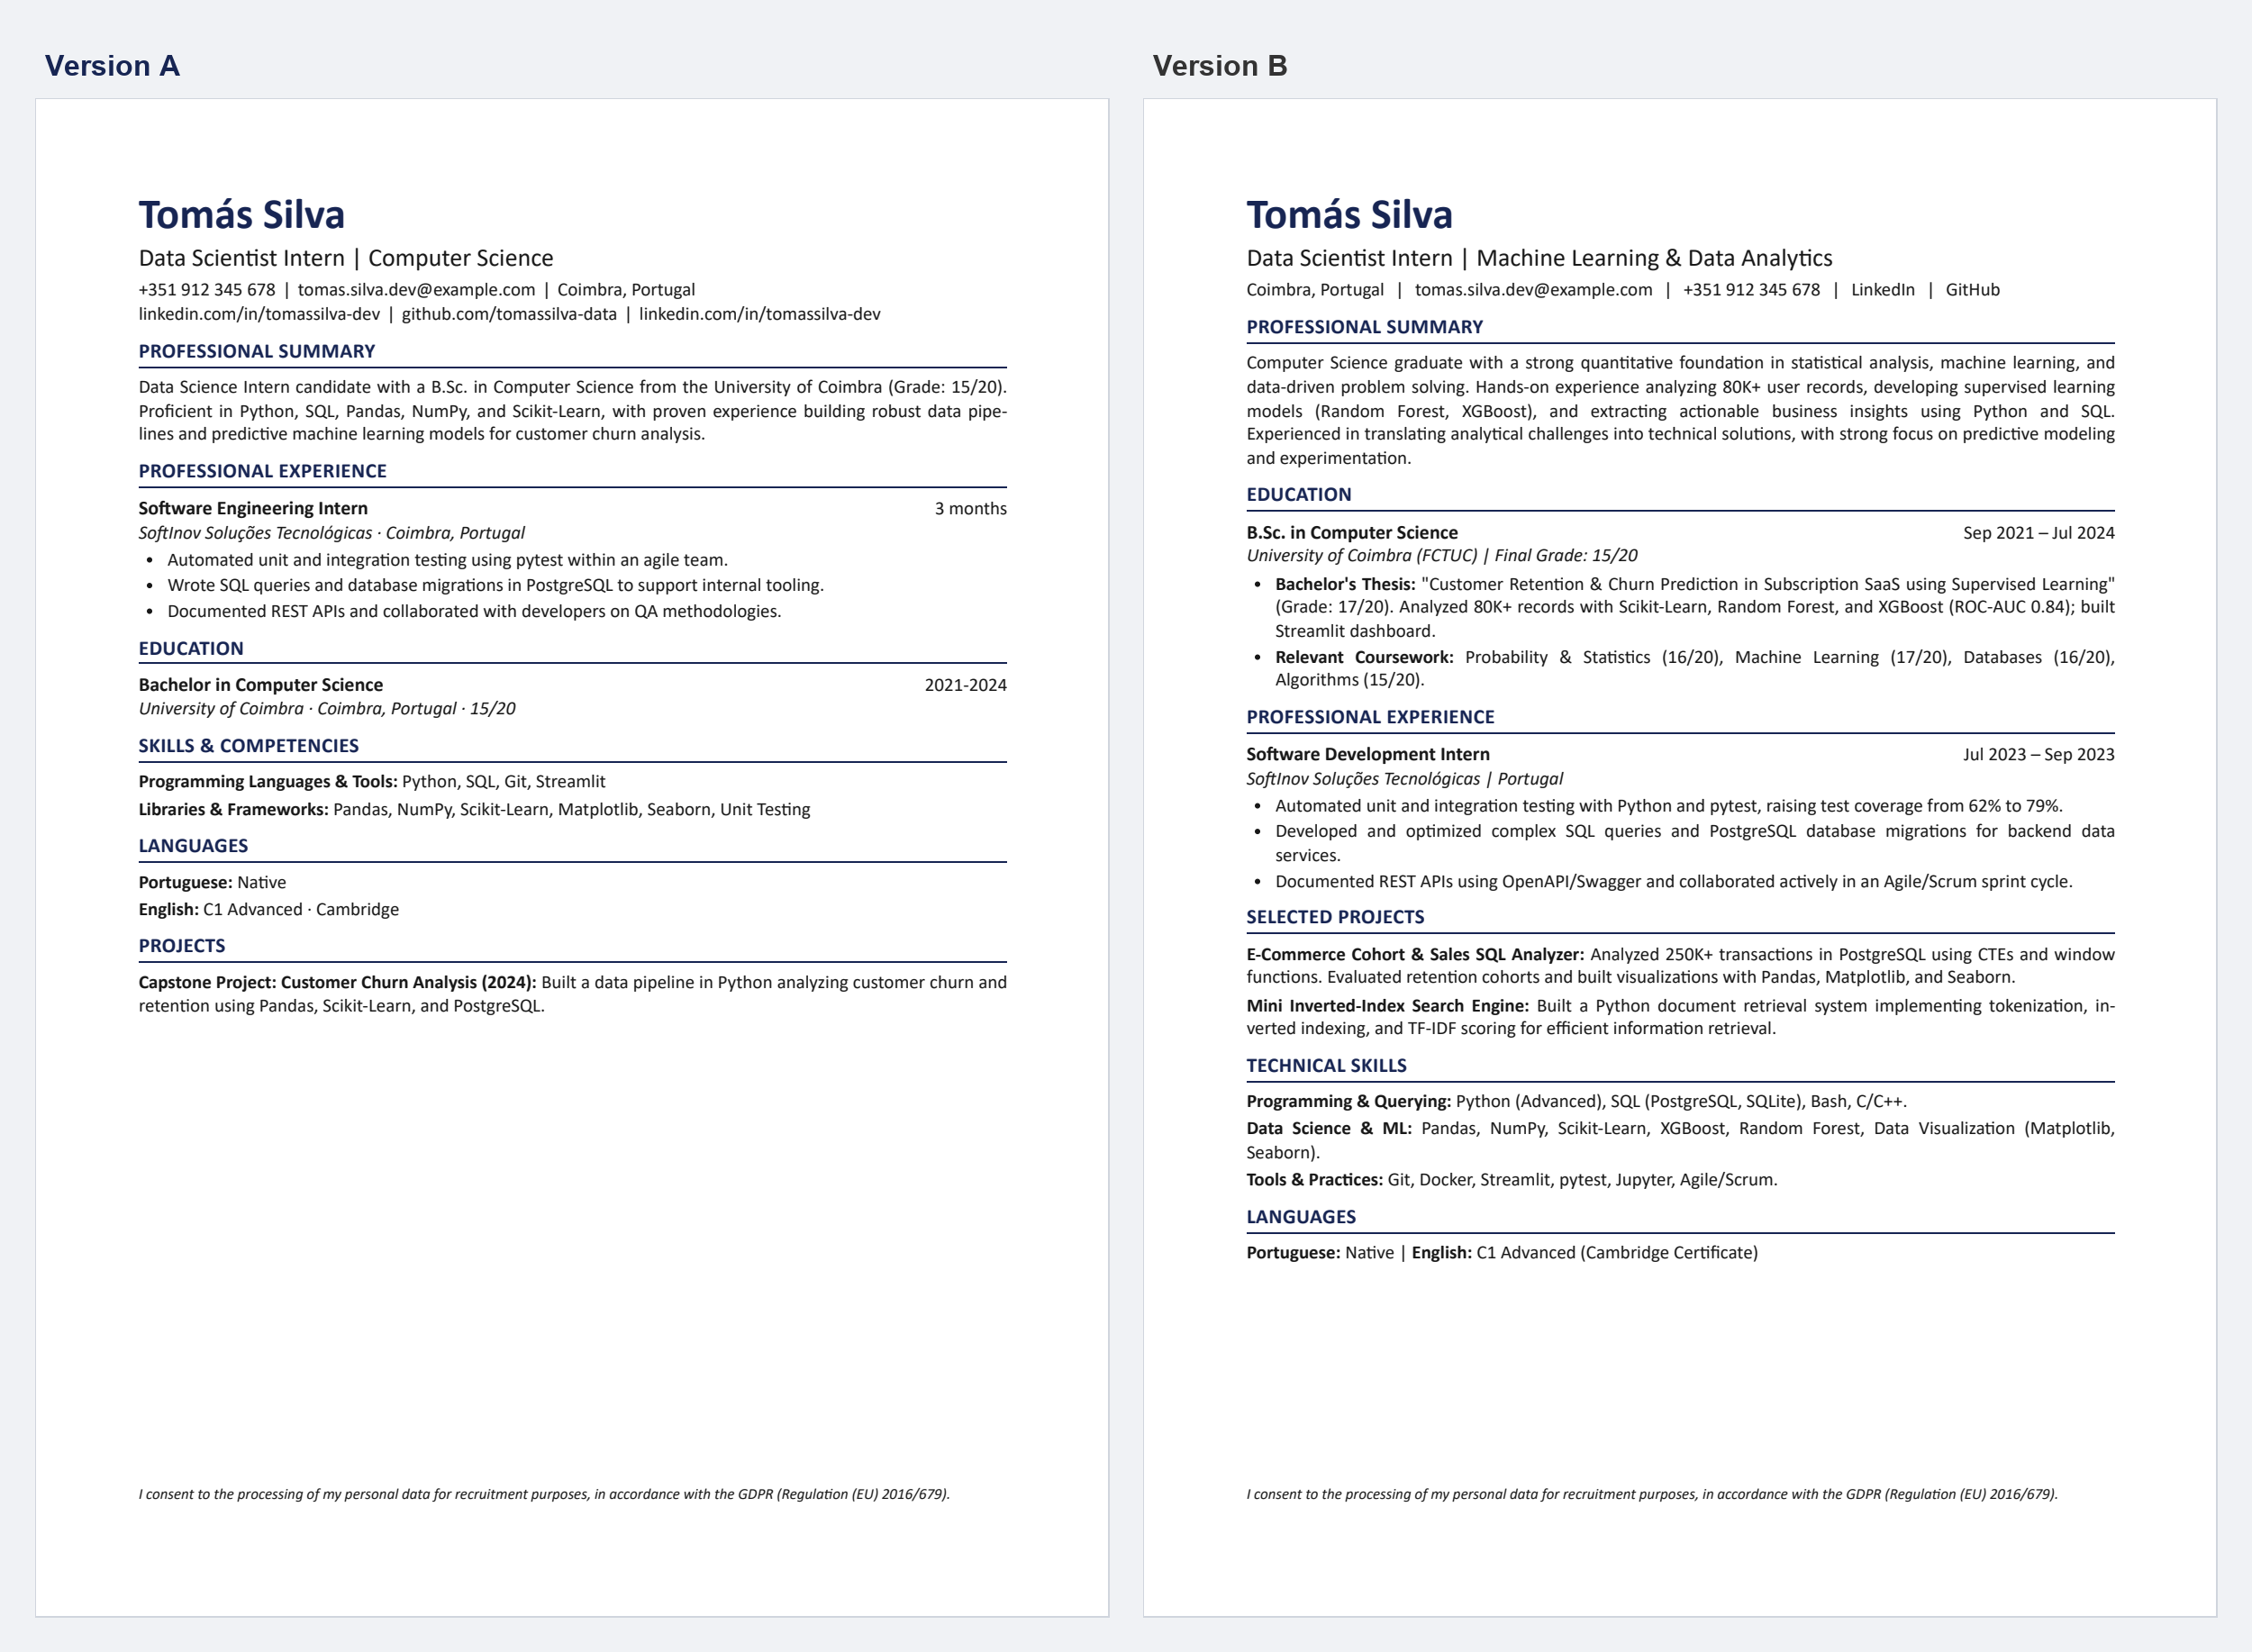 Version A
Tomás Silva
Data Scientist Intern | Computer Science
+351 912 345 678 | tomas.silva.dev@example.com | Coimbra, Portugal
linkedin.com/in/tomassilva-dev | github.com/tomassilva-data | linkedin.com/in/tomassilva-dev
PROFESSIONAL SUMMARY
Data Science Intern candidate with a B.Sc. in Computer Science from the University of Coimbra (Grade: 15/20).
Proficient in Python, SQL, Pandas, NumPy, and Scikit-Learn, with proven experience building robust data pipe-
lines and predictive machine learning models for customer churn analysis.
PROFESSIONAL EXPERIENCE
Software Engineering Intern 3 months
SoftInov Soluções Tecnológicas · Coimbra, Portugal
• Automated unit and integration testing using pytest within an agile team.
• Wrote SQL queries and database migrations in PostgreSQL to support internal tooling.
• Documented REST APIs and collaborated with developers on QA methodologies.
EDUCATION
Bachelor in Computer Science 2021-2024
University of Coimbra · Coimbra, Portugal · 15/20
SKILLS & COMPETENCIES
Programming Languages & Tools: Python, SQL, Git, Streamlit
Libraries & Frameworks: Pandas, NumPy, Scikit-Learn, Matplotlib, Seaborn, Unit Testing
LANGUAGES
Portuguese: Native
English: C1 Advanced · Cambridge
PROJECTS
Capstone Project: Customer Churn Analysis (2024): Built a data pipeline in Python analyzing customer churn and
retention using Pandas, Scikit-Learn, and PostgreSQL.
I consent to the processing of my personal data for recruitment purposes, in accordance with the GDPR (Regulation (EU) 2016/679).
Version B
Tomás Silva
Data Scientist Intern | Machine Learning & Data Analytics
Coimbra, Portugal | tomas.silva.dev@example.com | +351 912 345 678 | LinkedIn | GitHub
PROFESSIONAL SUMMARY
Computer Science graduate with a strong quantitative foundation in statistical analysis, machine learning, and
data-driven problem solving. Hands-on experience analyzing 80K+ user records, developing supervised learning
models (Random Forest, XGBoost), and extracting actionable business insights using Python and SQL.
Experienced in translating analytical challenges into technical solutions, with strong focus on predictive modeling
and experimentation.
EDUCATION
B.Sc. in Computer Science Sep 2021 – Jul 2024
University of Coimbra (FCTUC) | Final Grade: 15/20
• Bachelor's Thesis: "Customer Retention & Churn Prediction in Subscription SaaS using Supervised Learning"
(Grade: 17/20). Analyzed 80K+ records with Scikit-Learn, Random Forest, and XGBoost (ROC-AUC 0.84); built
Streamlit dashboard.
• Relevant Coursework: Probability & Statistics (16/20), Machine Learning (17/20), Databases (16/20),
Algorithms (15/20).
PROFESSIONAL EXPERIENCE
Software Development Intern Jul 2023 – Sep 2023
SoftInov Soluções Tecnológicas | Portugal
• Automated unit and integration testing with Python and pytest, raising test coverage from 62% to 79%.
• Developed and optimized complex SQL queries and PostgreSQL database migrations for backend data
services.
• Documented REST APIs using OpenAPI/Swagger and collaborated actively in an Agile/Scrum sprint cycle.
SELECTED PROJECTS
E-Commerce Cohort & Sales SQL Analyzer: Analyzed 250K+ transactions in PostgreSQL using CTEs and window
functions. Evaluated retention cohorts and built visualizations with Pandas, Matplotlib, and Seaborn.
Mini Inverted-Index Search Engine: Built a Python document retrieval system implementing tokenization, in-
verted indexing, and TF-IDF scoring for efficient information retrieval.
TECHNICAL SKILLS
Programming & Querying: Python (Advanced), SQL (PostgreSQL, SQLite), Bash, C/C++.
Data Science & ML: Pandas, NumPy, Scikit-Learn, XGBoost, Random Forest, Data Visualization (Matplotlib,
Seaborn).
Tools & Practices: Git, Docker, Streamlit, pytest, Jupyter, Agile/Scrum.
LANGUAGES
Portuguese: Native | English: C1 Advanced (Cambridge Certificate)
I consent to the processing of my personal data for recruitment purposes, in accordance with the GDPR (Regulation (EU) 2016/679).